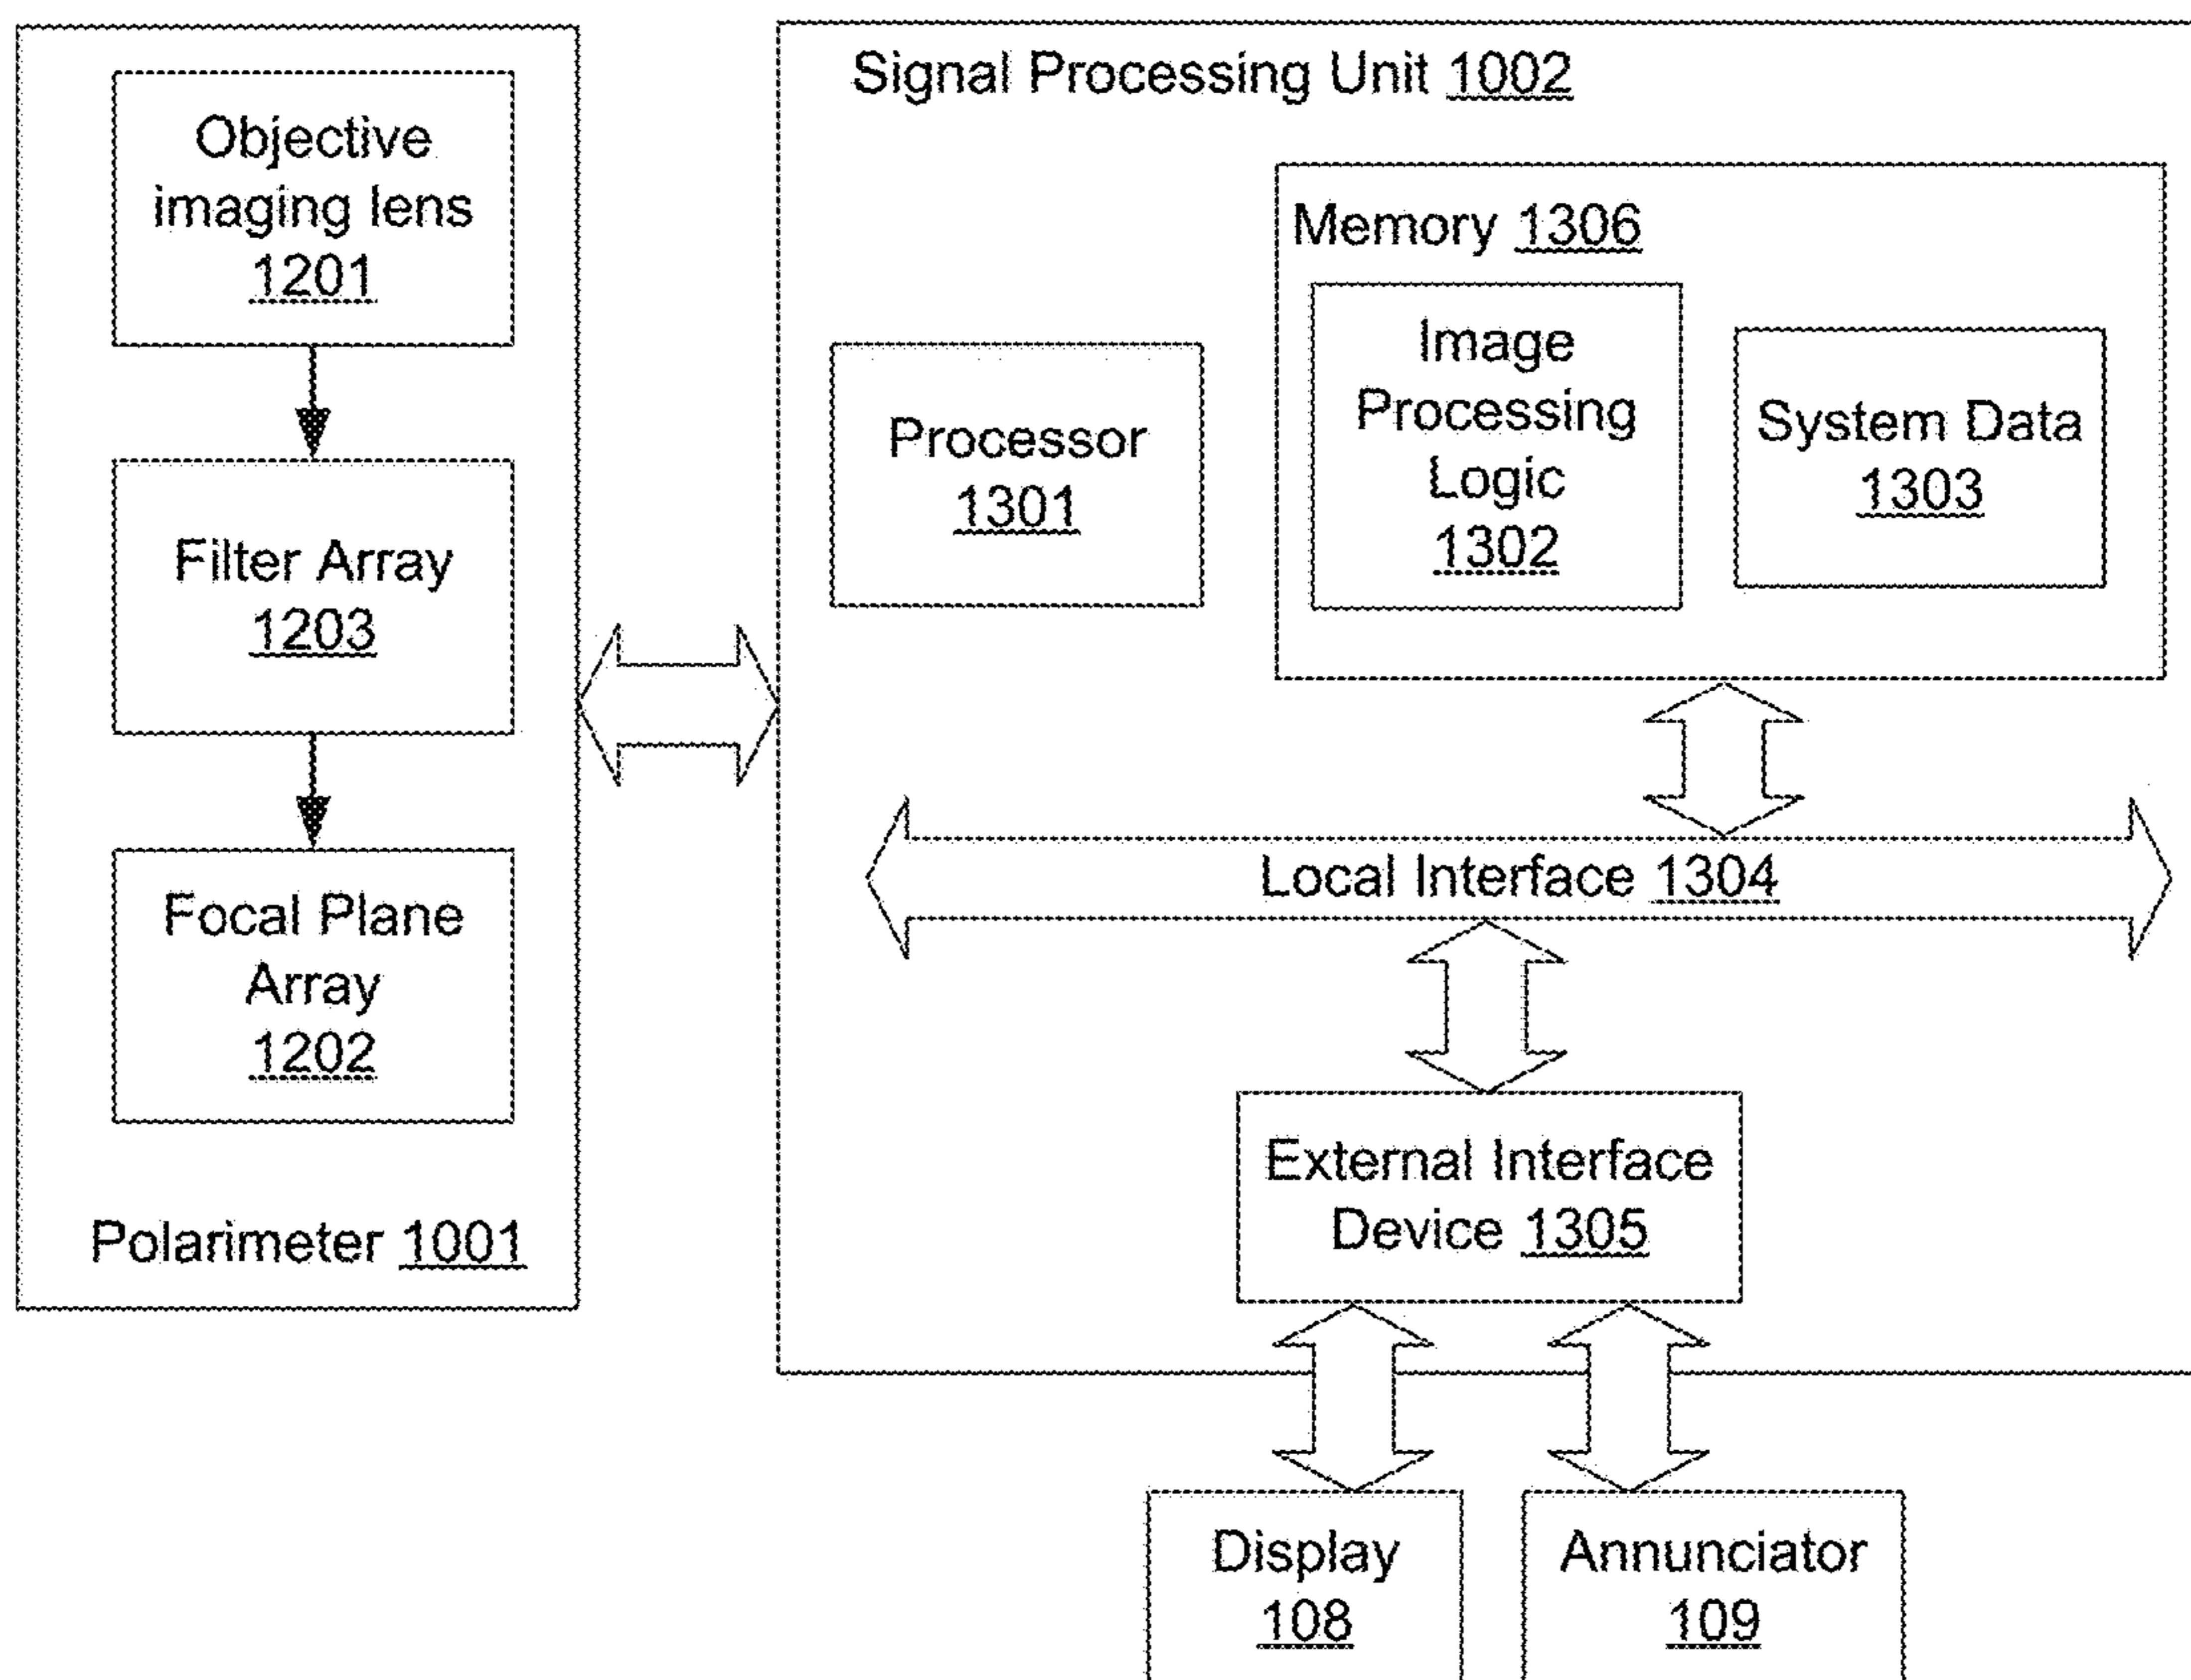 Objective
imaging lens
1201
Filter Array
1203
Focal Plane
Array
1202
Polarimeter 1001
Signal Processing Unit 1002
Memory 1306
Image
Processing
Logic
1302
System Data
1303
Processor
1301
Local Interface 1304
External Interface
Device 1305
Display
108
Annunciator
109